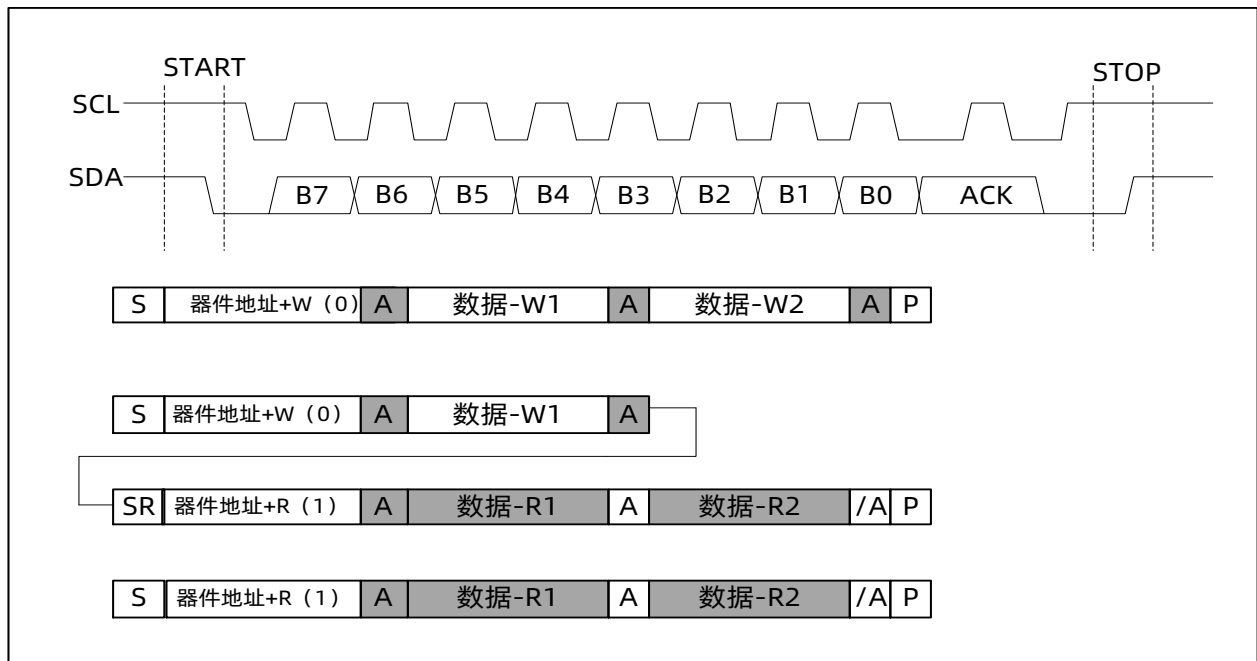 START
STOP
SCL
SDA
B7 B6 B5 B4 B3 B2 B1 B0 ACK
S 器件地址+W（0） A 数据-W1 A 数据-W2 A P
S 器件地址+W（0） A 数据-W1 A
SR 器件地址+R（1） A 数据-R1 A 数据-R2 /A P
S 器件地址+R（1） A 数据-R1 A 数据-R2 /A P